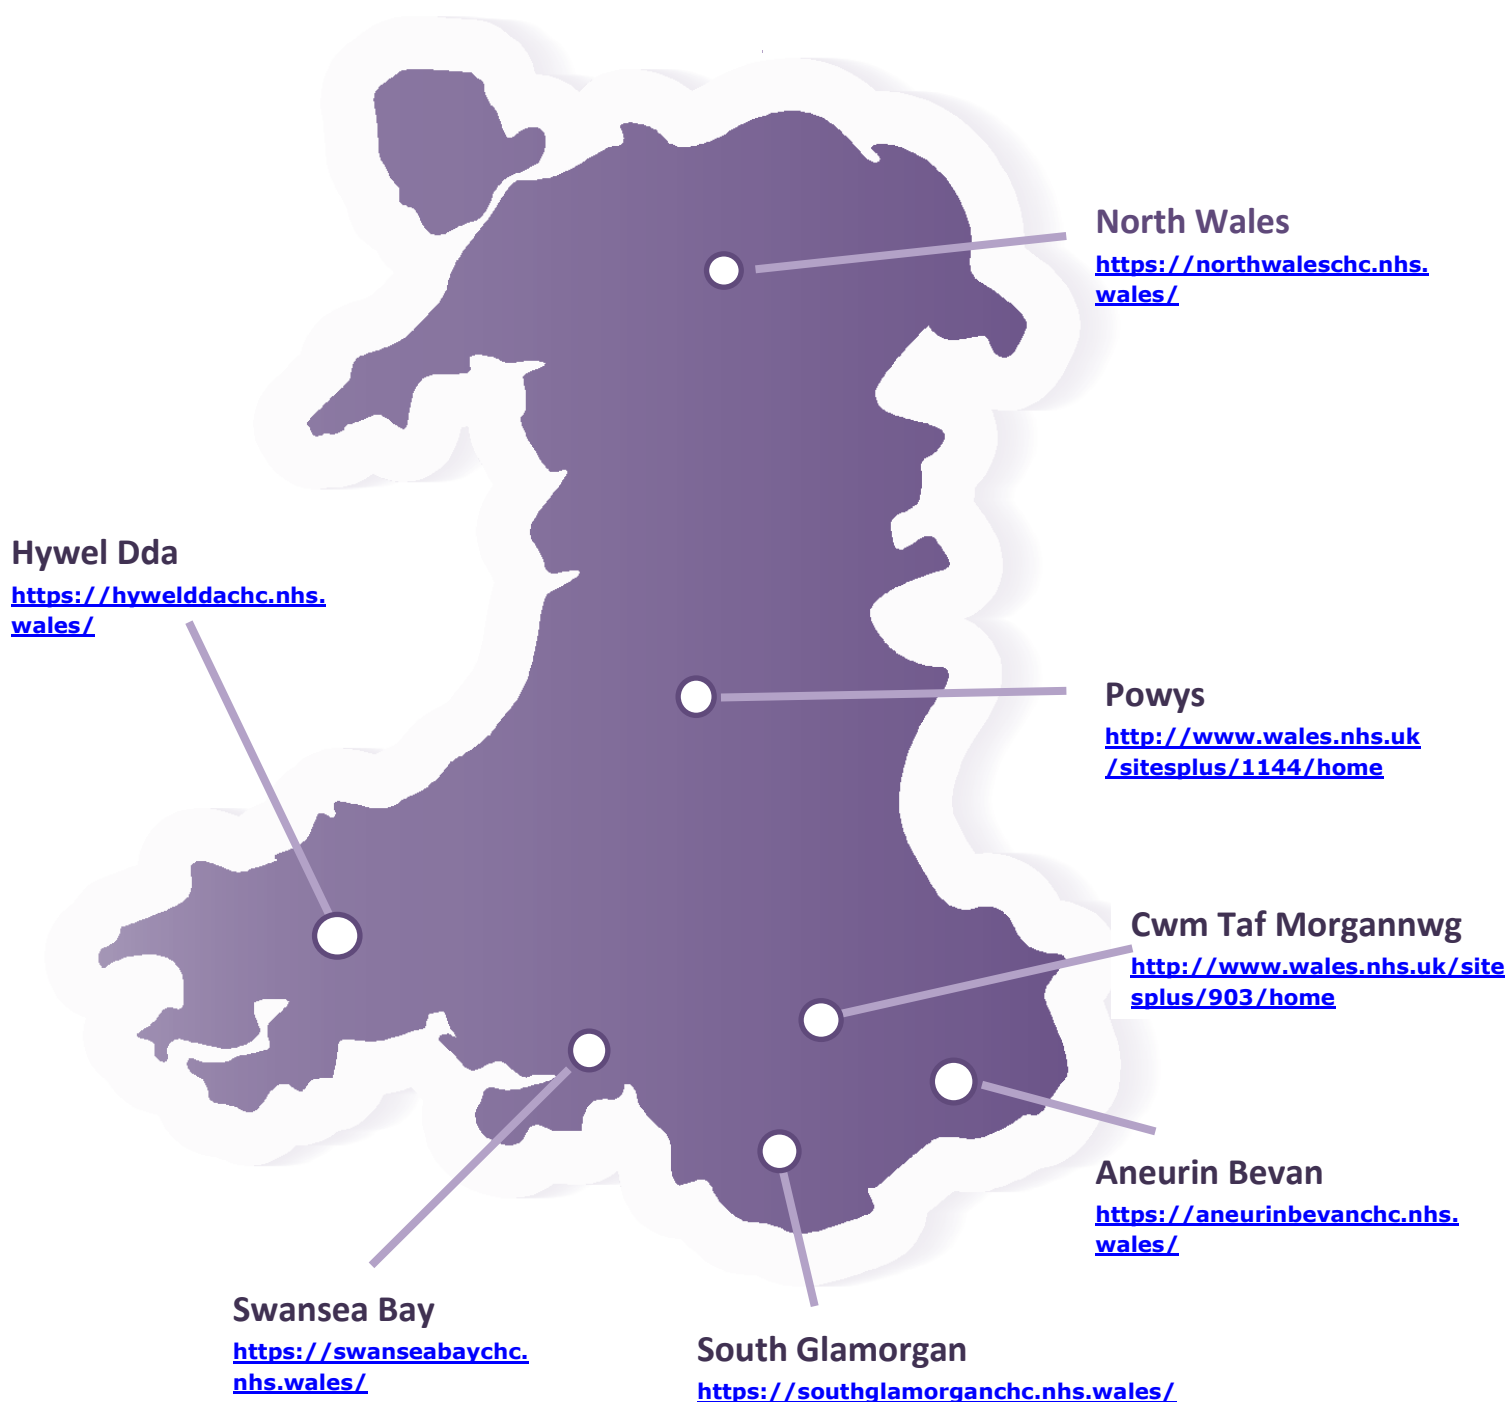 North Wales
https://northwaleschc.nhs.
wales/
Hywel Dda
https://hywelddachc.nhs.
wales/
Powys
http://www.wales.nhs.uk
/sitesplus/1144/home
Cwm Taf Morgannwg
http://www.wales.nhs.uk/site
splus/903/home
Aneurin Bevan
https://aneurinbevanchc.nhs.
wales/
Swansea Bay
https://swanseabaychc.
nhs.wales/
South Glamorgan
https://southglamorganchc.nhs.wales/